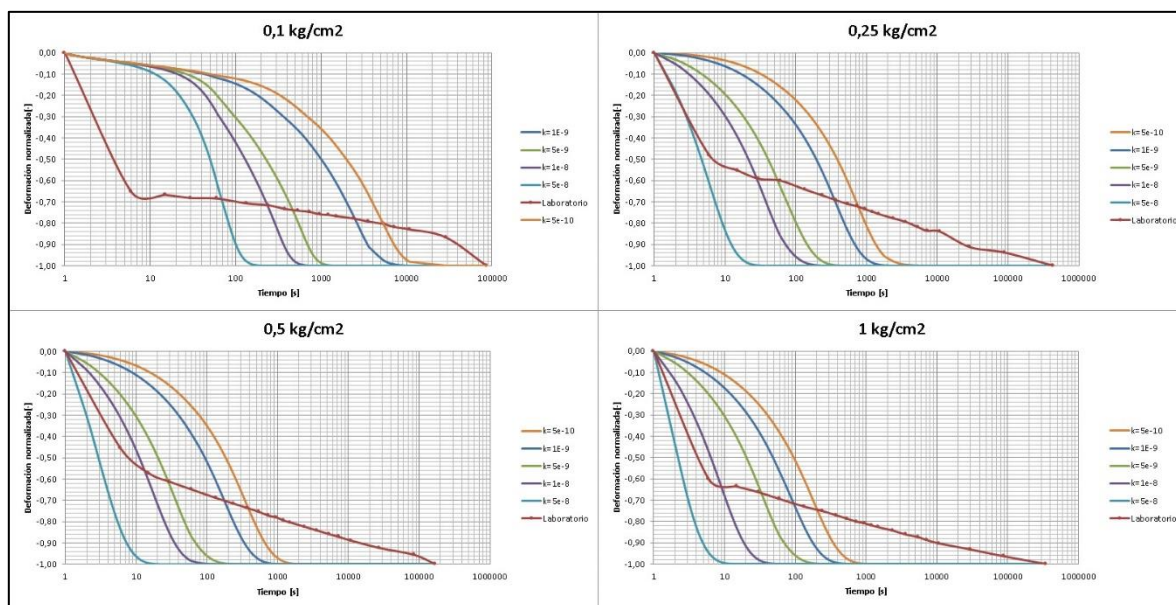 0,1 kg/cm2
0,00
-0,10
-0,20
-0,30
-0,40
-0,50
-0,60
-0,70
-0,80
-0,90
-1,00
Deformación normalizada[-]
1 10 100 1000 10000 100000
Tiempo [s]
k=1E-9
k=5e-9
k=1e-8
k=5e-8
Laboratorio
k=5e-10
0,25 kg/cm2
0,00
-0,10
-0,20
-0,30
-0,40
-0,50
-0,60
-0,70
-0,80
-0,90
-1,00
Deformación normalizada[-]
1 10 100 1000 10000 100000 1000000
Tiempo [s]
k=5e-10
k=1E-9
k=5e-9
k=1e-8
k=5e-8
Laboratorio
0,5 kg/cm2
0,00
-0,10
-0,20
-0,30
-0,40
-0,50
-0,60
-0,70
-0,80
-0,90
-1,00
Deformación normalizada[-]
1 10 100 1000 10000 100000 1000000
Tiempo [s]
k=5e-10
k=1E-9
k=5e-9
k=1e-8
k=5e-8
Laboratorio
1 kg/cm2
0,00
-0,10
-0,20
-0,30
-0,40
-0,50
-0,60
-0,70
-0,80
-0,90
-1,00
Deformación normalizada[-]
1 10 100 1000 10000 100000 1000000
Tiempo [s]
k=5e-10
k=1E-9
k=5e-9
k=1e-8
k=5e-8
Laboratorio